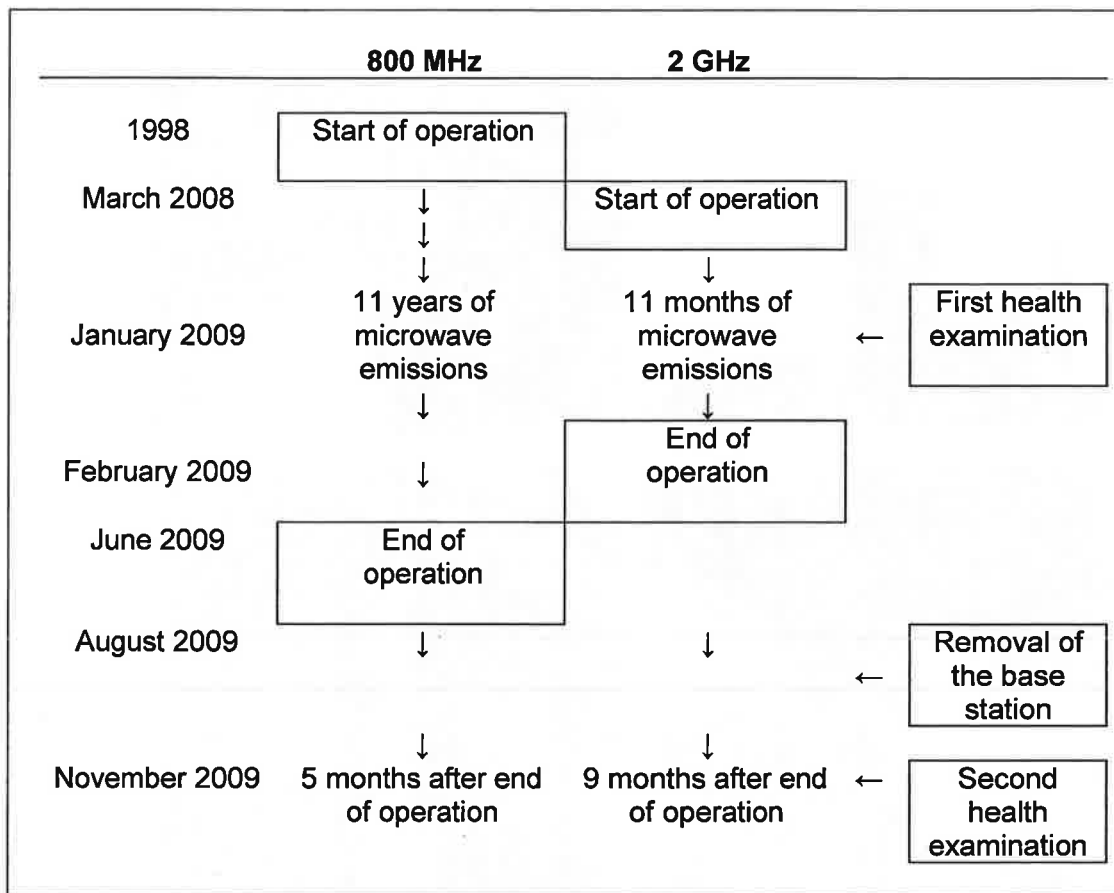 800 MHz 2 GHz
1998 Start of operation
March 2008 ↓ Start of operation
↓
↓ ↓
11 years of 11 months of First health
January 2009 microwave microwave ← examination
emissions emissions
↓ ↓
End of
February 2009 ↓ operation
June 2009 End of
operation
August 2009 ↓ ↓ Removal of
← the base
station
↓ ↓
November 2009 5 months after end 9 months after end ← Second
of operation of operation health
examination